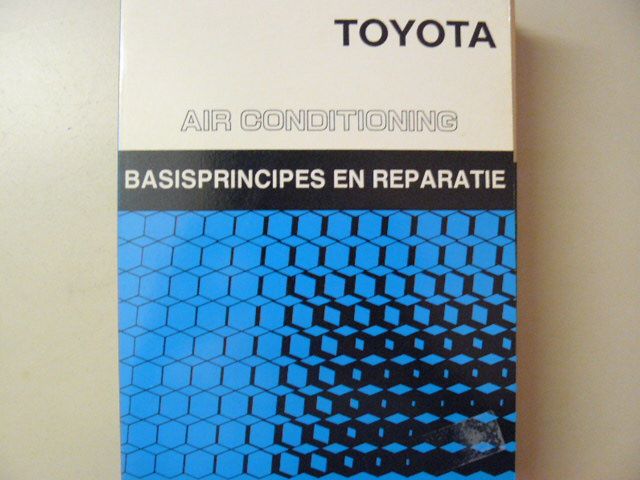 TOYOTA
AIR CONDITIONING
BASISPRINCIPES EN REPARATIE